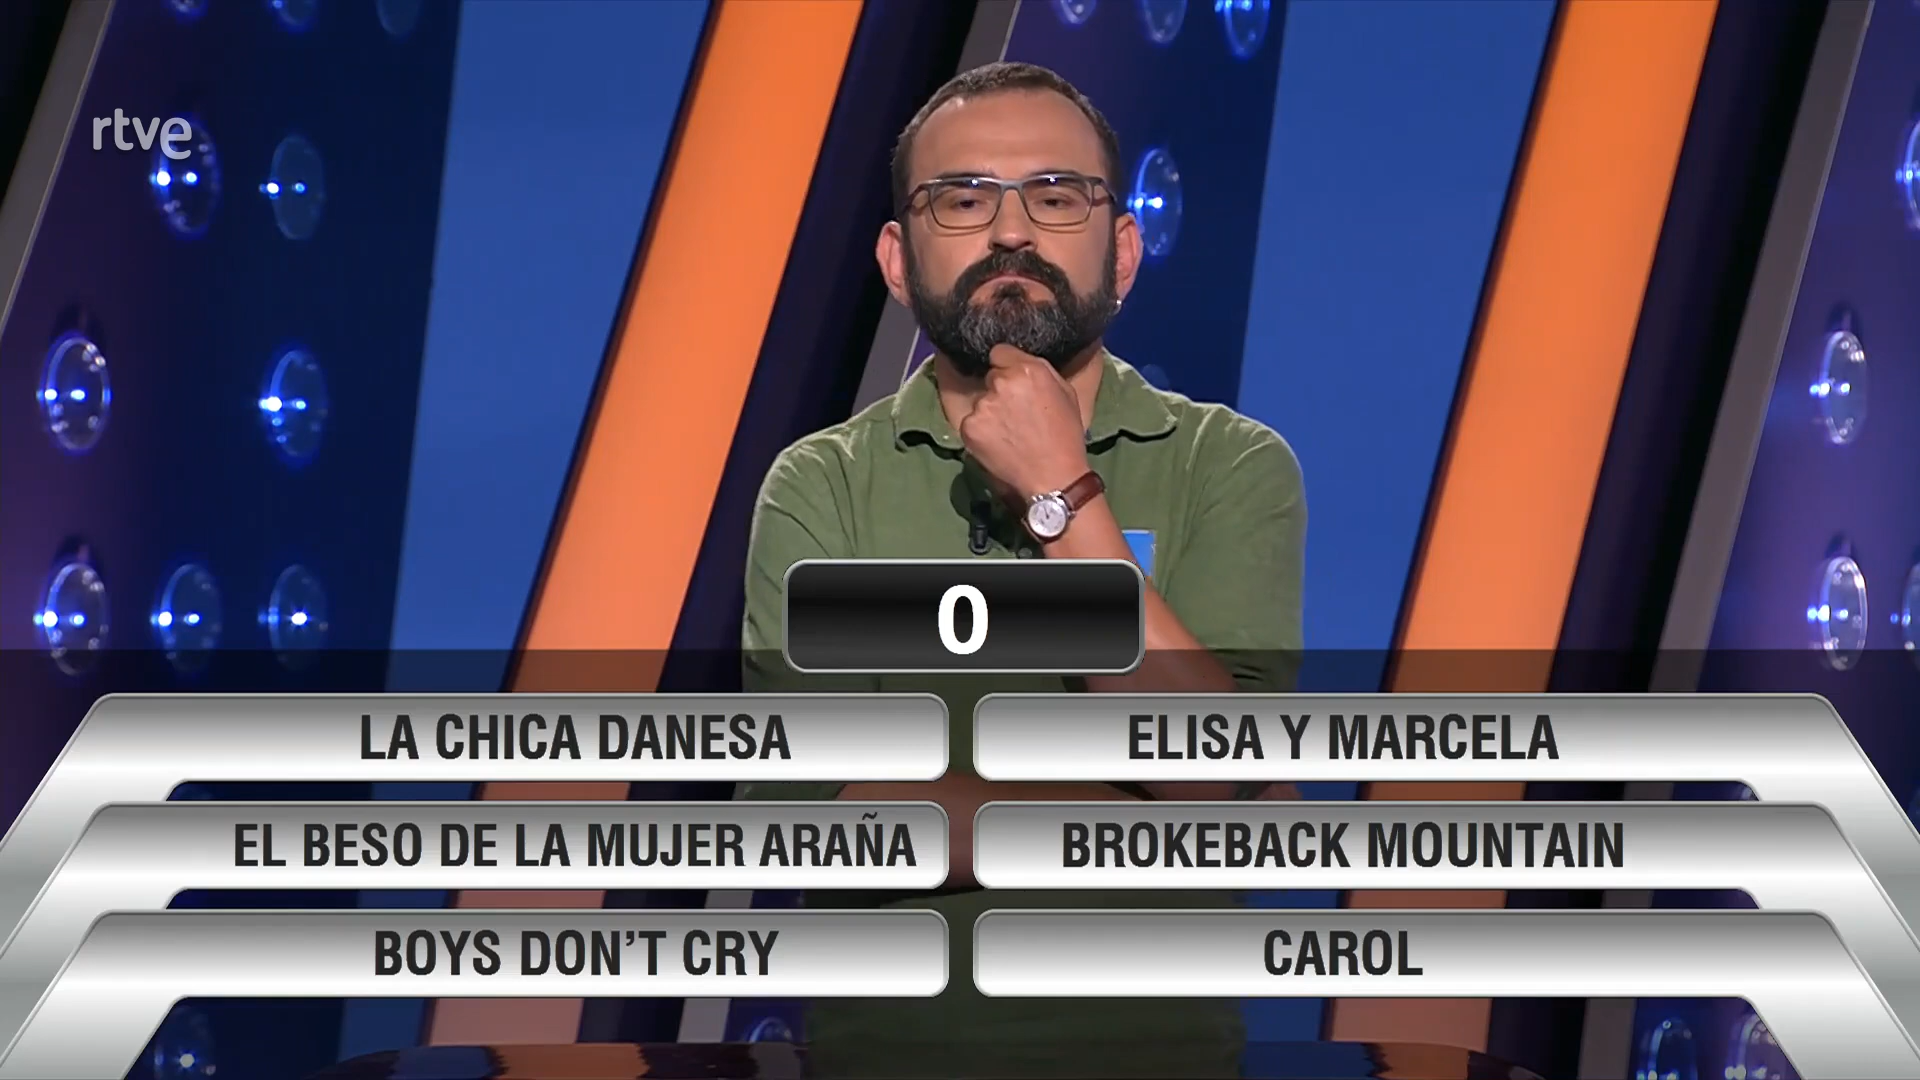 rtve
0
LA CHICA DANESA
ELISA Y MARCELA
EL BESO DE LA MUJER ARAÑA
BROKEBACK MOUNTAIN
BOYS DON'T CRY
CAROL